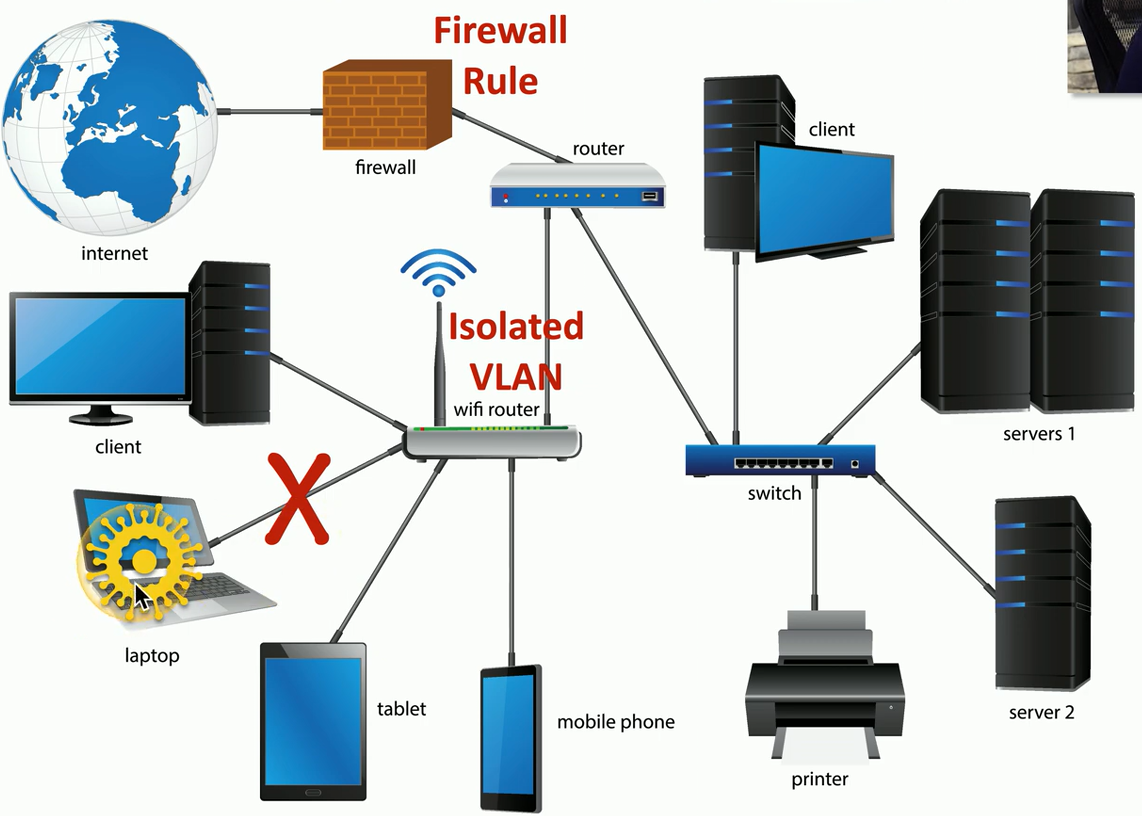 Firewall
Rule
firewall
router
client
internet
Isolated
VLAN
wifi router
client
servers 1
switch
laptop
tablet
mobile phone
server 2
printer